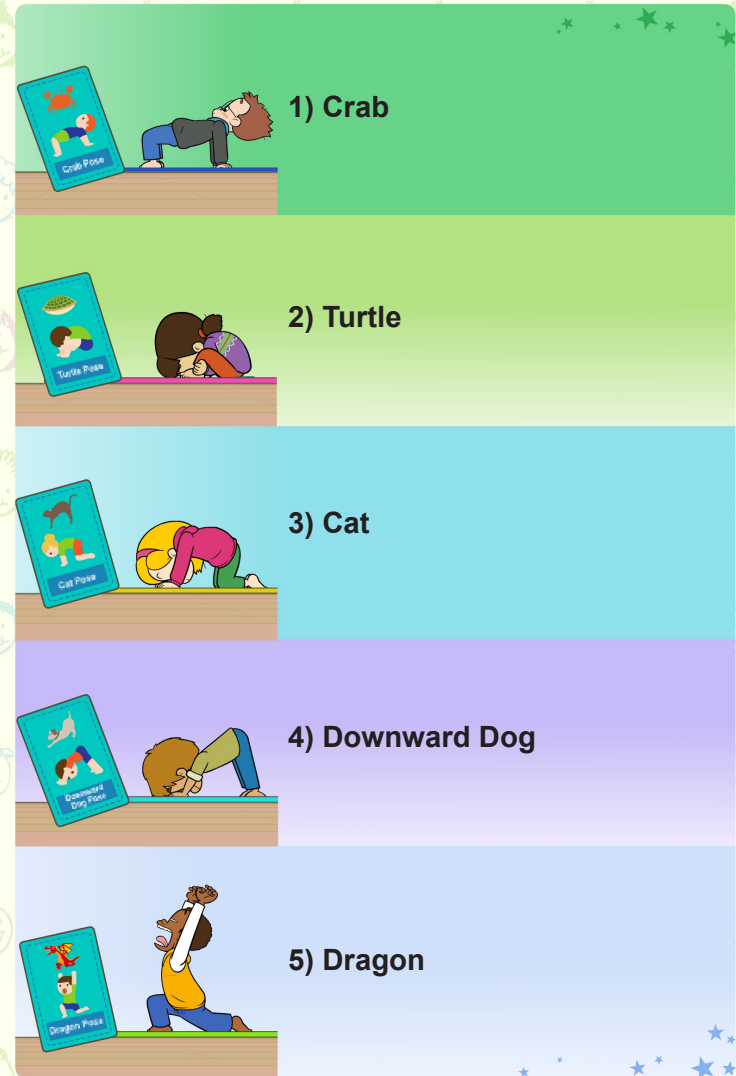 Crab Pose
1) Crab
Turtle Pose
2) Turtle
Cat Pose
3) Cat
Downward
Dog Pose
4) Downward Dog
Dragon Pose
5) Dragon